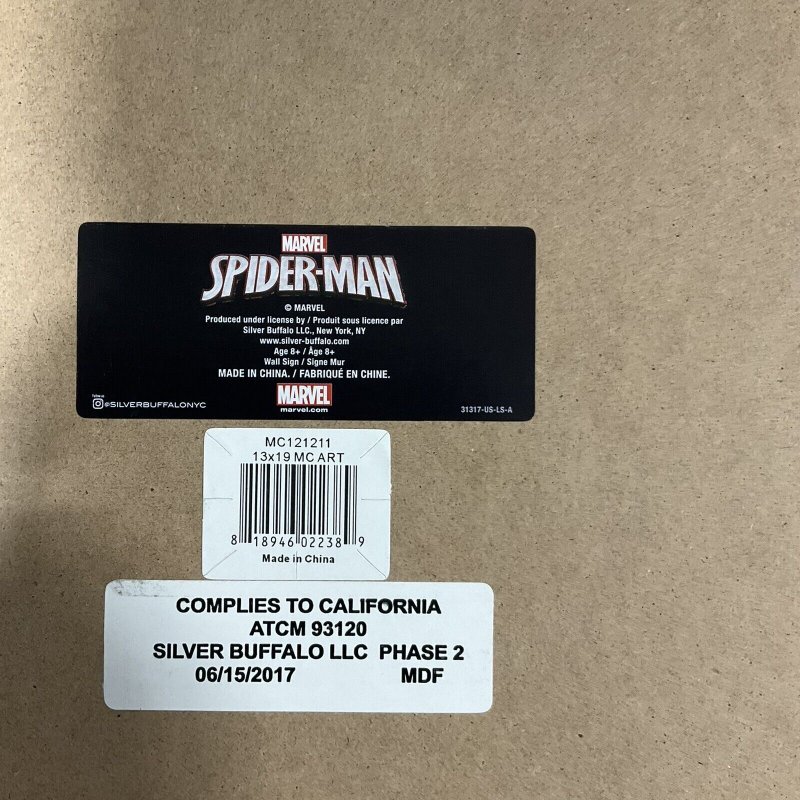 MARVEL
SPIDER-MAN
© MARVEL
Produced under license by / Produit sous licence par
Silver Buffalo LLC., New York, NY
www.silver-buffalo.com
Age 8+ / Âge 8+
Wall Sign / Signe Mur
MADE IN CHINA. / FABRIQUÉ EN CHINE.
MARVEL
marvel.com
Follow us
@SILVERBUFFALONYC
31317-US-LS-A
MC121211
13x19 MC ART
8 18946 02238 9
Made in China
COMPLIES TO CALIFORNIA
ATCM 93120
SILVER BUFFALO LLC PHASE 2
06/15/2017 MDF